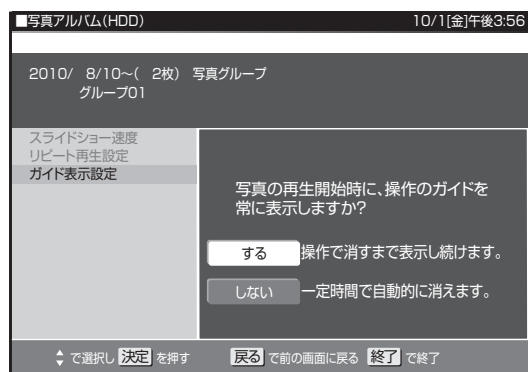 ■写真アルバム(HDD) 10/1[金]午後3:56
2010/ 8/10～( 2枚) 写真グループ
グループ01
スライドショー速度
リピート再生設定
ガイド表示設定
写真の再生開始時に、操作のガイドを
常に表示しますか?
する 操作で消すまで表示し続けます。
しない 一定時間で自動的に消えます。
で選択し 決定 を押す 戻る で前の画面に戻る 終了 で終了